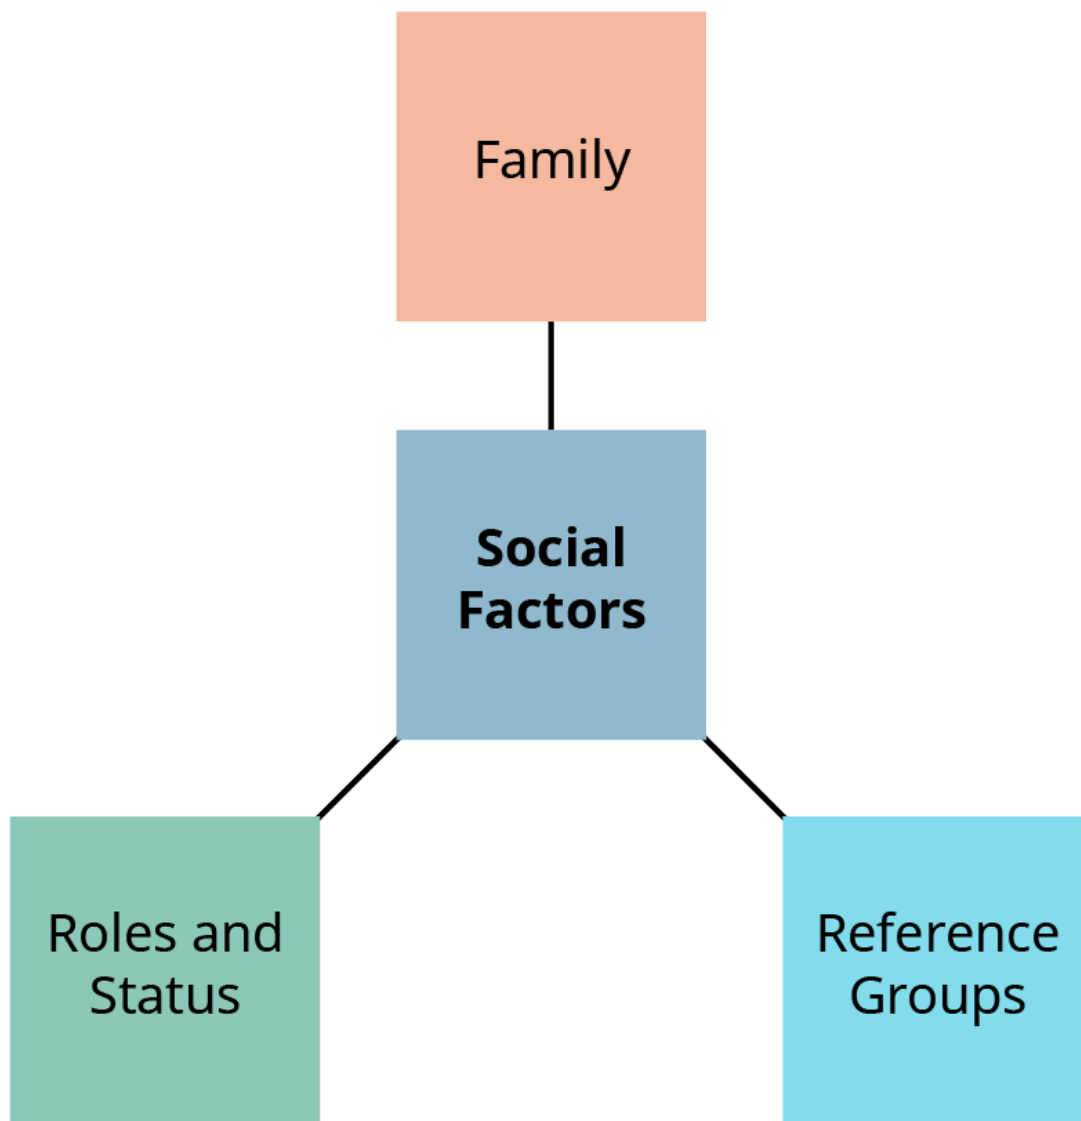 Family
Social
Factors
Roles and
Status
Reference
Groups